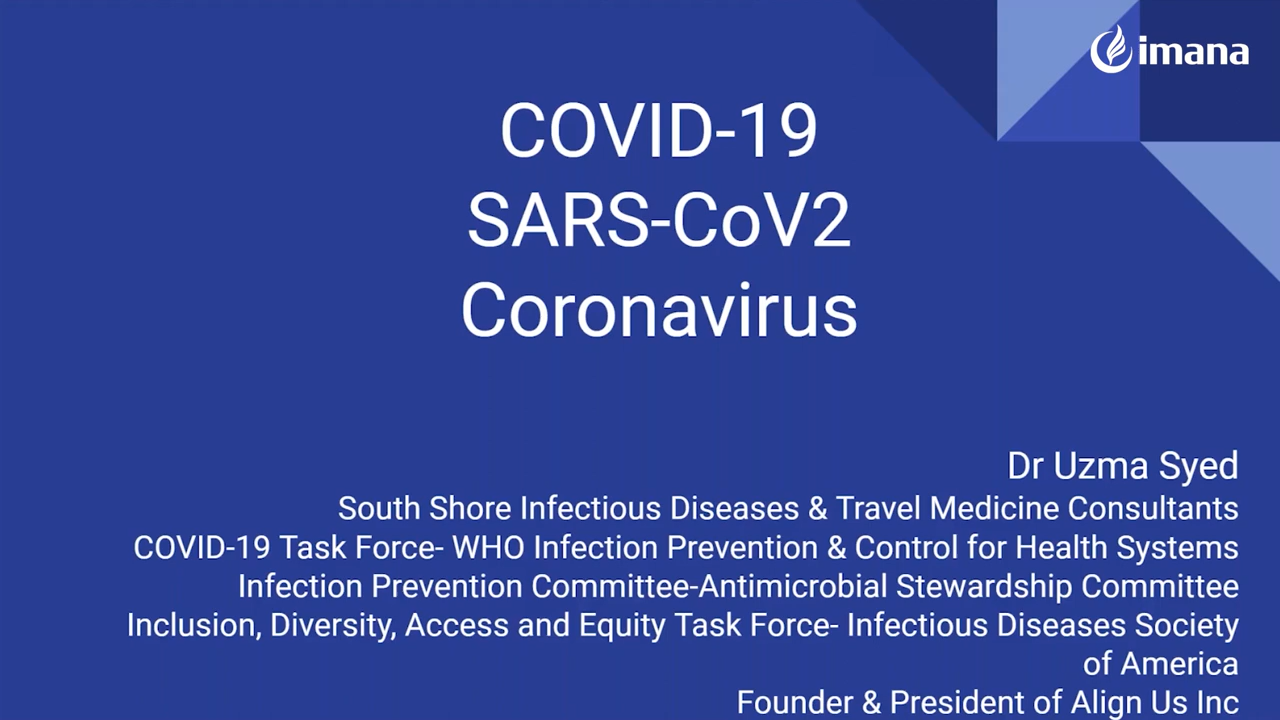 imana
COVID-19
SARS-CoV2
Coronavirus
Dr Uzma Syed
South Shore Infectious Diseases & Travel Medicine Consultants
COVID-19 Task Force- WHO Infection Prevention & Control for Health Systems
Infection Prevention Committee-Antimicrobial Stewardship Committee
Inclusion, Diversity, Access and Equity Task Force- Infectious Diseases Society
of America
Founder & President of Align Us Inc